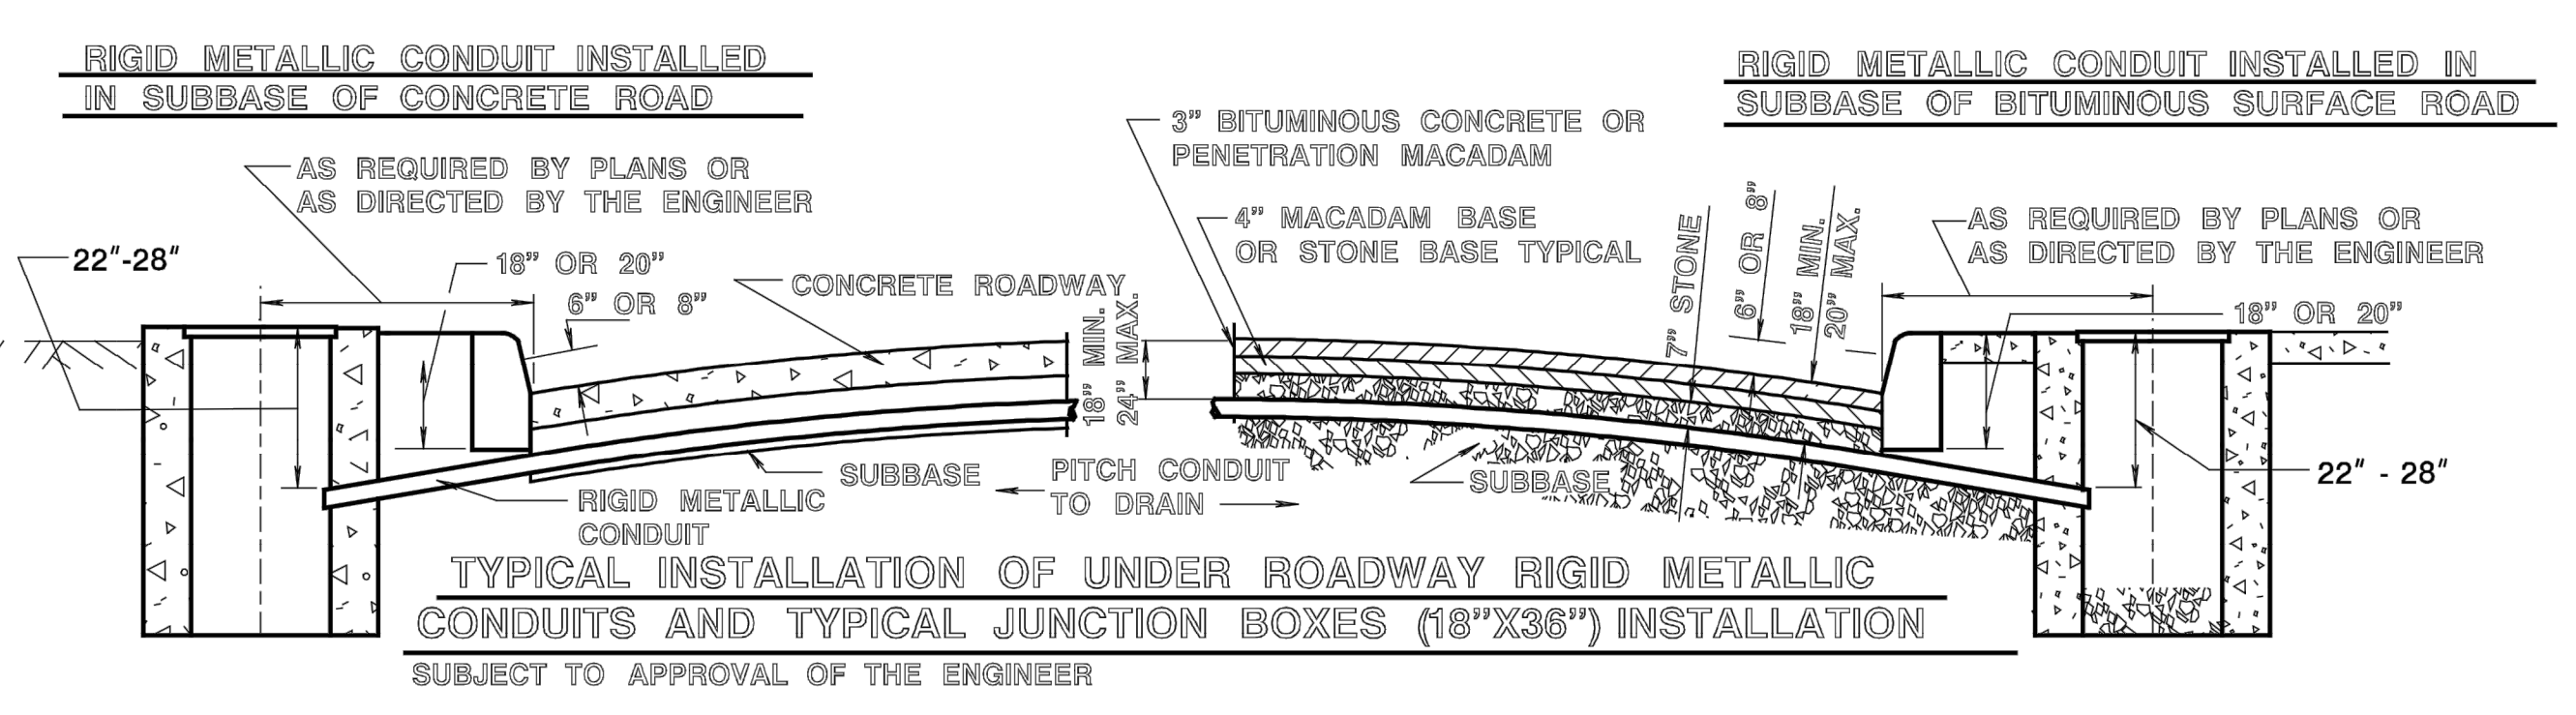 RIGID METALLIC CONDUIT INSTALLED
IN SUBBASE OF CONCRETE ROAD
RIGID METALLIC CONDUIT INSTALLED IN
SUBBASE OF BITUMINOUS SURFACE ROAD
3” BITUMINOUS CONCRETE OR
PENETRATION MACADAM
AS REQUIRED BY PLANS OR
AS DIRECTED BY THE ENGINEER
4” MACADAM BASE
OR STONE BASE TYPICAL
7” STONE
6” OR 8”
18” MIN.
20” MAX.
AS REQUIRED BY PLANS OR
AS DIRECTED BY THE ENGINEER
22″-28″
18” OR 20”
6” OR 8”
CONCRETE ROADWAY
18” MIN.
24” MAX.
18” OR 20”
SUBBASE
RIGID METALLIC
CONDUIT
PITCH CONDUIT
TO DRAIN
SUBBASE
22″ - 28″
TYPICAL INSTALLATION OF UNDER ROADWAY RIGID METALLIC
CONDUITS AND TYPICAL JUNCTION BOXES (18”X36”) INSTALLATION
SUBJECT TO APPROVAL OF THE ENGINEER